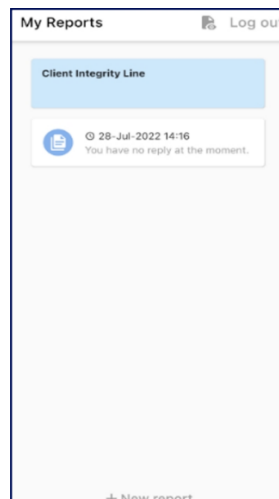 My Reports Log ou
Client Integrity Line
28-Jul-2022 14:16
You have no reply at the moment.
+ New report